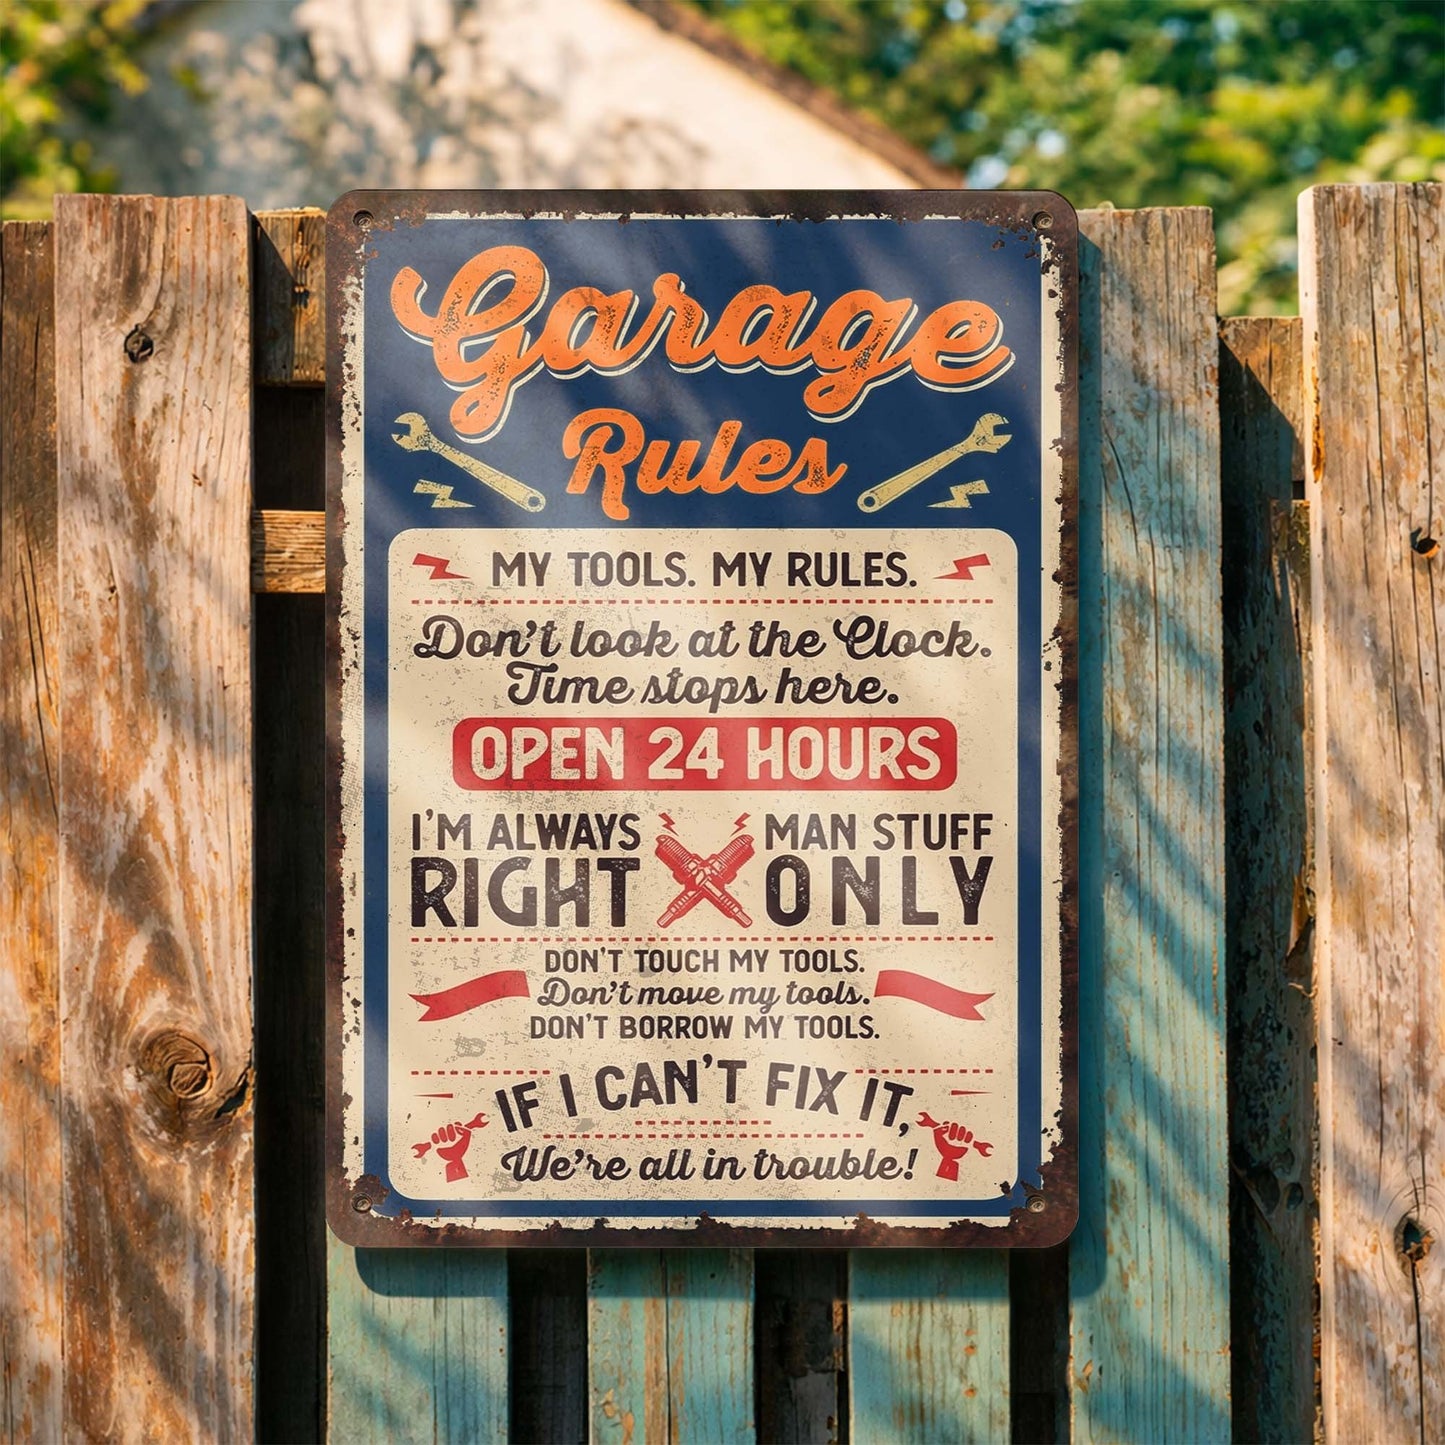 Garage
Rules
MY TOOLS. MY RULES.
Don't look at the Clock.
Time stops here.
OPEN 24 HOURS
I'M ALWAYS
RIGHT
MAN STUFF
ONLY
DON'T TOUCH MY TOOLS.
Don't move my tools.
DON'T BORROW MY TOOLS.
IF I CAN'T FIX IT,
We're all in trouble!